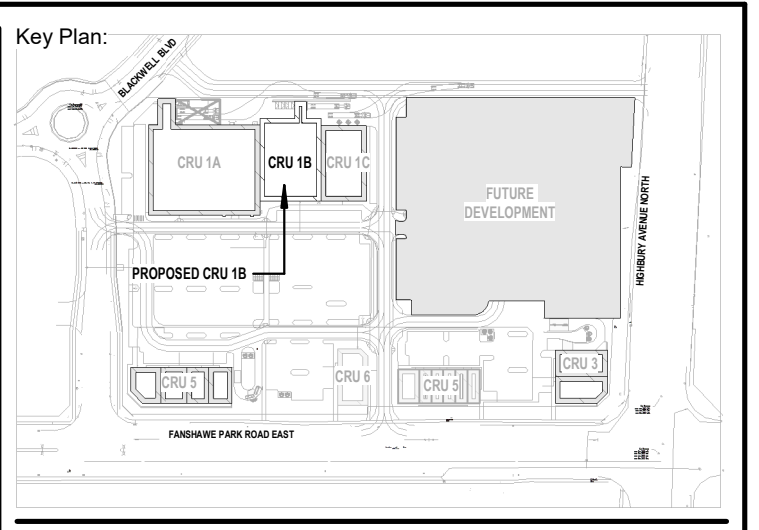 Key Plan:
BLACKWELL BLVD
CRU 1A
CRU 1B
CRU 1C
FUTURE
DEVELOPMENT
HIGHBURY AVENUE NORTH
PROPOSED CRU 1B
CRU 5
CRU 6
CRU 5
CRU 3
FANSHAWE PARK ROAD EAST